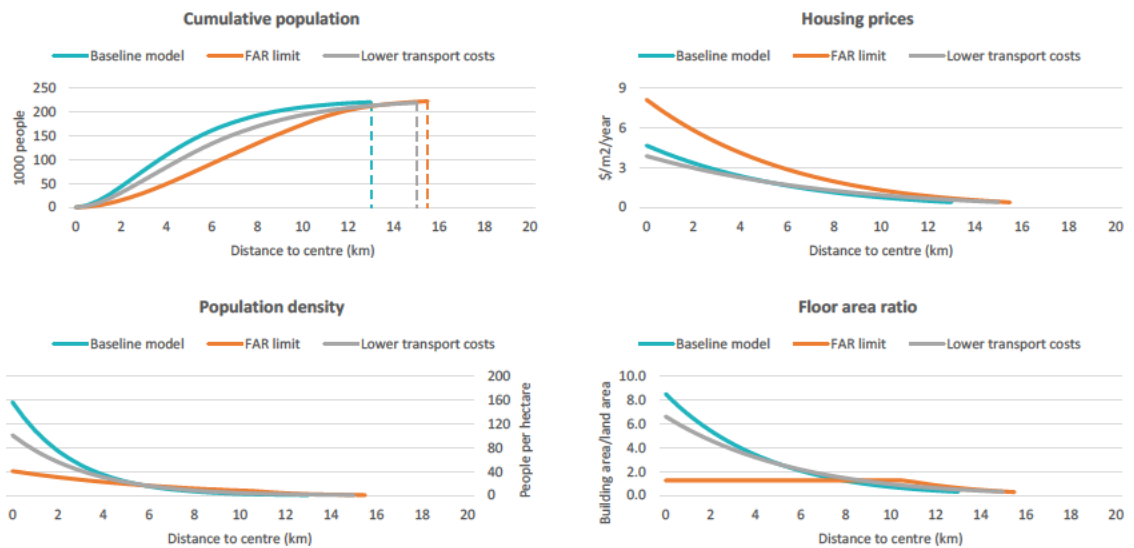 Cumulative population
Baseline model FAR limit Lower transport costs
250
200
150
100
50
0
1000 people
0 2 4 6 8 10 12 14 16 18 20
Distance to centre (km)
Housing prices
Baseline model FAR limit Lower transport costs
9
6
3
0
$/m2/year
0 2 4 6 8 10 12 14 16 18 20
Distance to centre (km)
Population density
Baseline model FAR limit Lower transport costs
200
160
120
80
40
0
People per hectare
0 2 4 6 8 10 12 14 16 18 20
Distance to centre (km)
Floor area ratio
Baseline model FAR limit Lower transport costs
10.0
8.0
6.0
4.0
2.0
0.0
Building area/land area
0 2 4 6 8 10 12 14 16 18 20
Distance to centre (km)